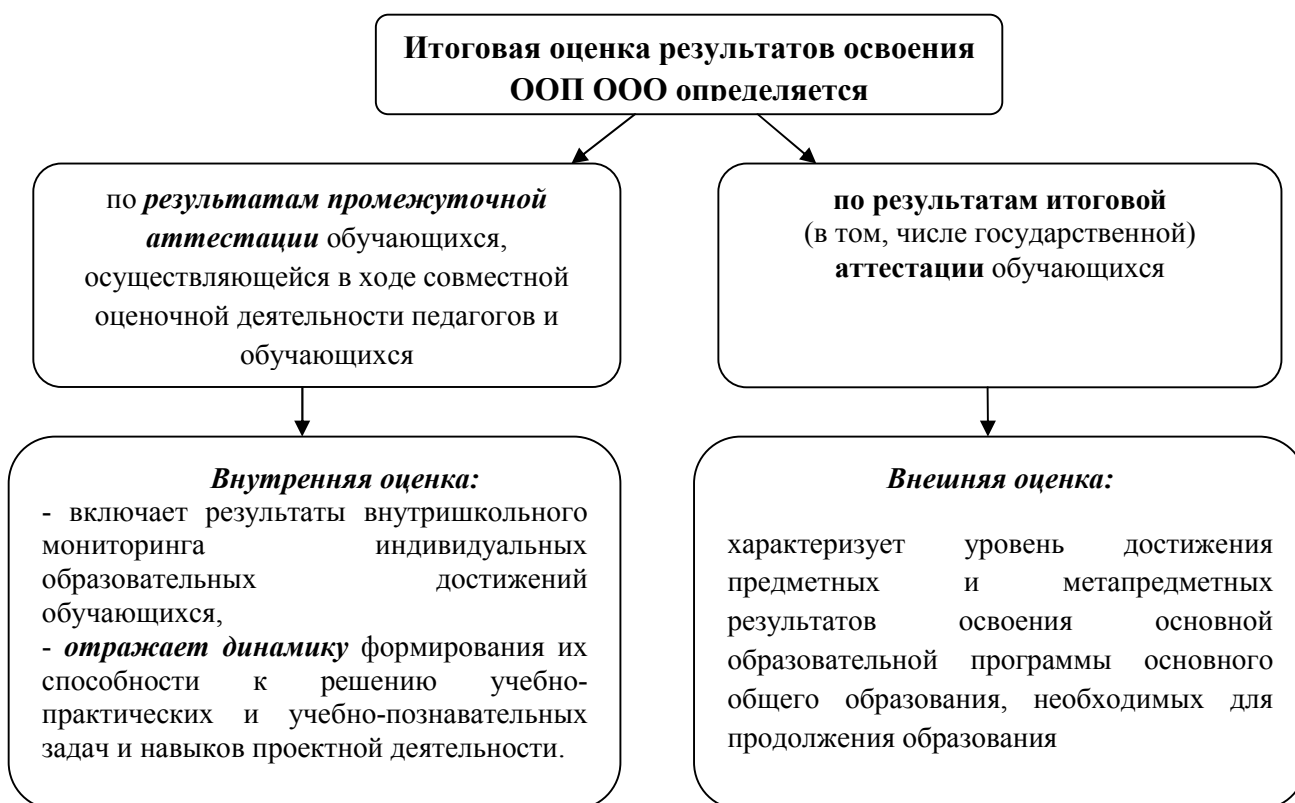 Итоговая оценка результатов освоения
ООП ООО определяется
по результатам промежуточной
аттестации обучающихся,
осуществляющейся в ходе совместной
оценочной деятельности педагогов и
обучающихся
по результатам итоговой
(в том, числе государственной)
аттестации обучающихся
Внутренняя оценка:
- включает результаты внутришкольного
мониторинга индивидуальных
образовательных достижений
обучающихся,
- отражает динамику формирования их
способности к решению учебно-
практических и учебно-познавательных
задач и навыков проектной деятельности.
Внешняя оценка:
характеризует уровень достижения
предметных и метапредметных
результатов освоения основной
образовательной программы основного
общего образования, необходимых для
продолжения образования